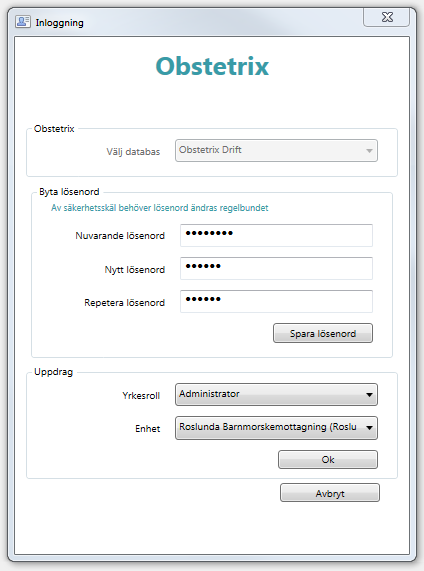 Inloggning
Obstetrix
Obstetrix
Välj databas Obstetrix Drift
Byta lösenord
Av säkerhetsskäl behöver lösenord ändras regelbundet
Nuvarande lösenord ●●●●●●●●
Nytt lösenord ●●●●●●
Repetera lösenord ●●●●●●
Spara lösenord
Uppdrag
Yrkesroll Administrator
Enhet Roslunda Barnmorskemottagning (Roslu
Ok
Avbryt